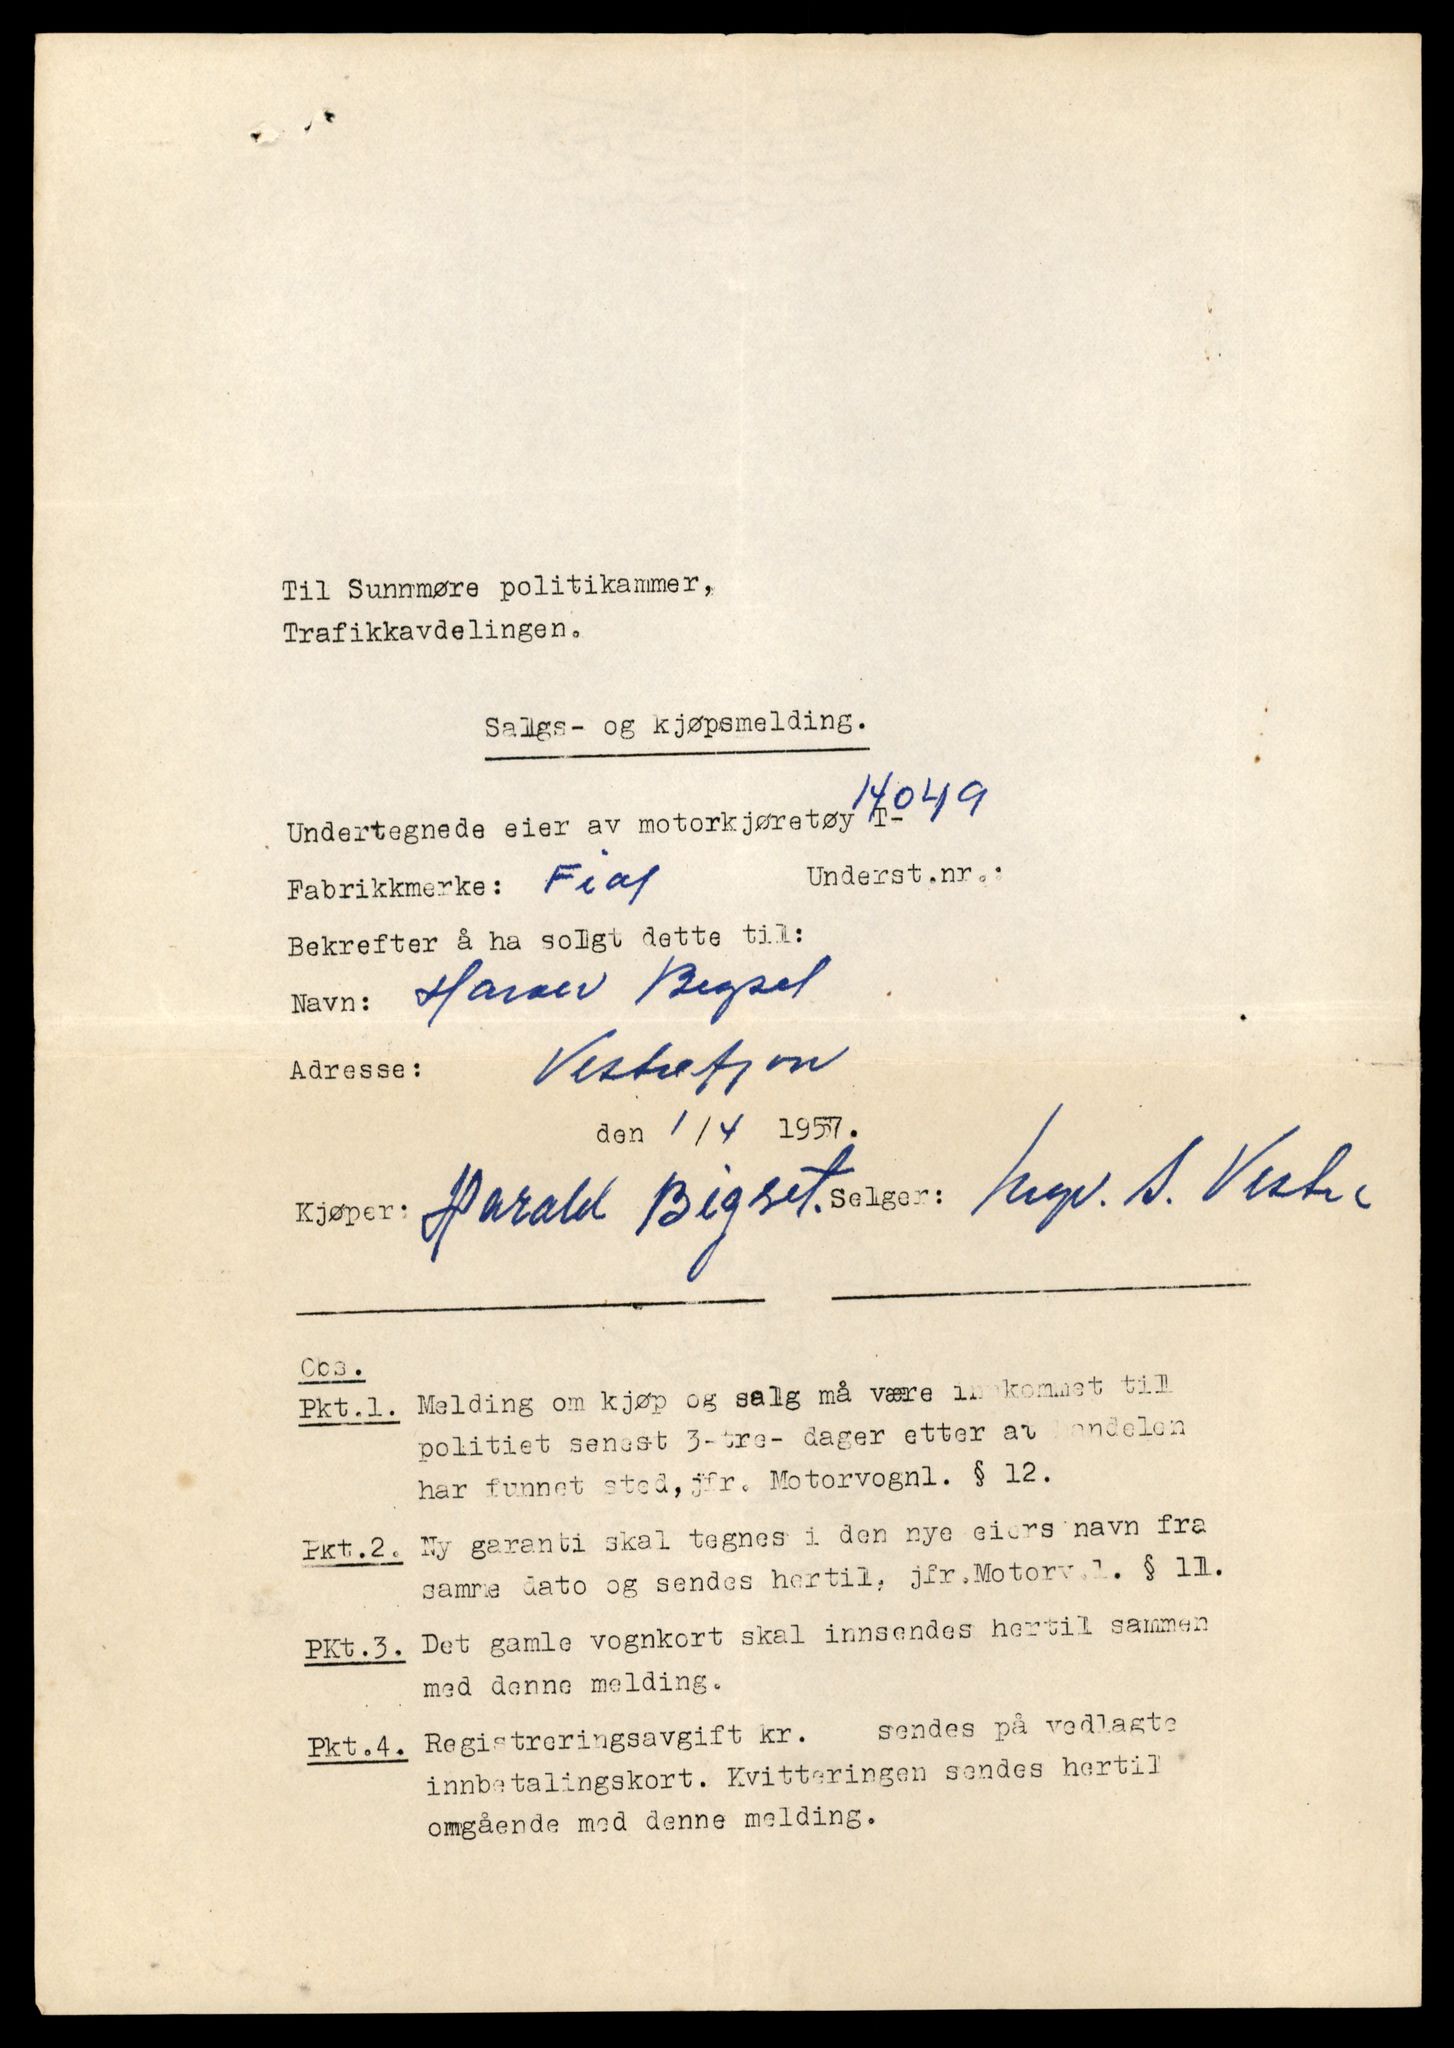 Til Sunnmøre politikammer,
Trafikkavdelingen.
Salgs- og kjøpsmelding.
Undertegnede eier av motorkjøretøy T- 14049
Fabrikkmerke: Fiat Underst.nr.:
Bekrefter å ha solgt dette til:
Navn: Harald Bigset
Adresse: Vestrefjon
den 1/4 1957.
Kjøper: Harald Bigset. Selger: S. Vestre
Obs.
Pkt.1. Melding om kjøp og salg må være innkommet till
politiet senest 3-tre- dager etter at handelen
har funnet sted, jfr. Motorvognl. § 12.
Pkt.2. Ny garanti skal tegnes i den nye eiers navn fra
samme dato og sendes hertil, jfr.Motorv.l. § 11.
PKt.3. Det gamle vognkort skal innsendes hertil sammen
med denne melding.
Pkt.4. Registreringsavgift kr. sendes på vedlagte
innbetalingskort. Kvitteringen sendes hertil
omgående med denne melding.